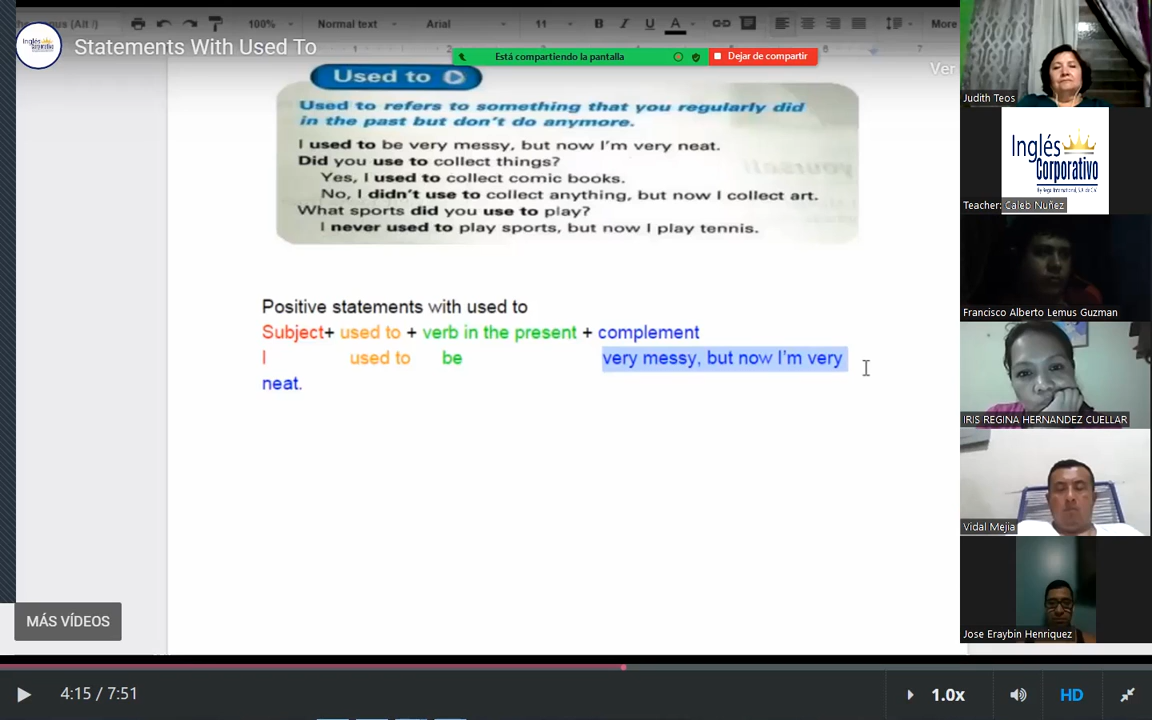 Statements With Used To
100%
Normal text
Arial
11
B I U A
More
Está compartiendo la pantalla
Dejar de compartir
Ver
Used to
Used to refers to something that you regularly did
in the past but don't do anymore.
I used to be very messy, but now I'm very neat.
Did you use to collect things?
Yes, I used to collect comic books.
No, I didn't use to collect anything, but now I collect art.
What sports did you use to play?
I never used to play sports, but now I play tennis.
Positive statements with used to
Subject+ used to + verb in the present + complement
I used to be very messy, but now I'm very
neat.
MÁS VÍDEOS
4:15 / 7:51
1.0x
HD
Judith Teos
Inglés
Corporativo
Teacher: Caleb Nuñez
Francisco Alberto Lemus Guzman
IRIS REGINA HERNANDEZ CUELLAR
Vidal Mejia
Jose Eraybin Henriquez